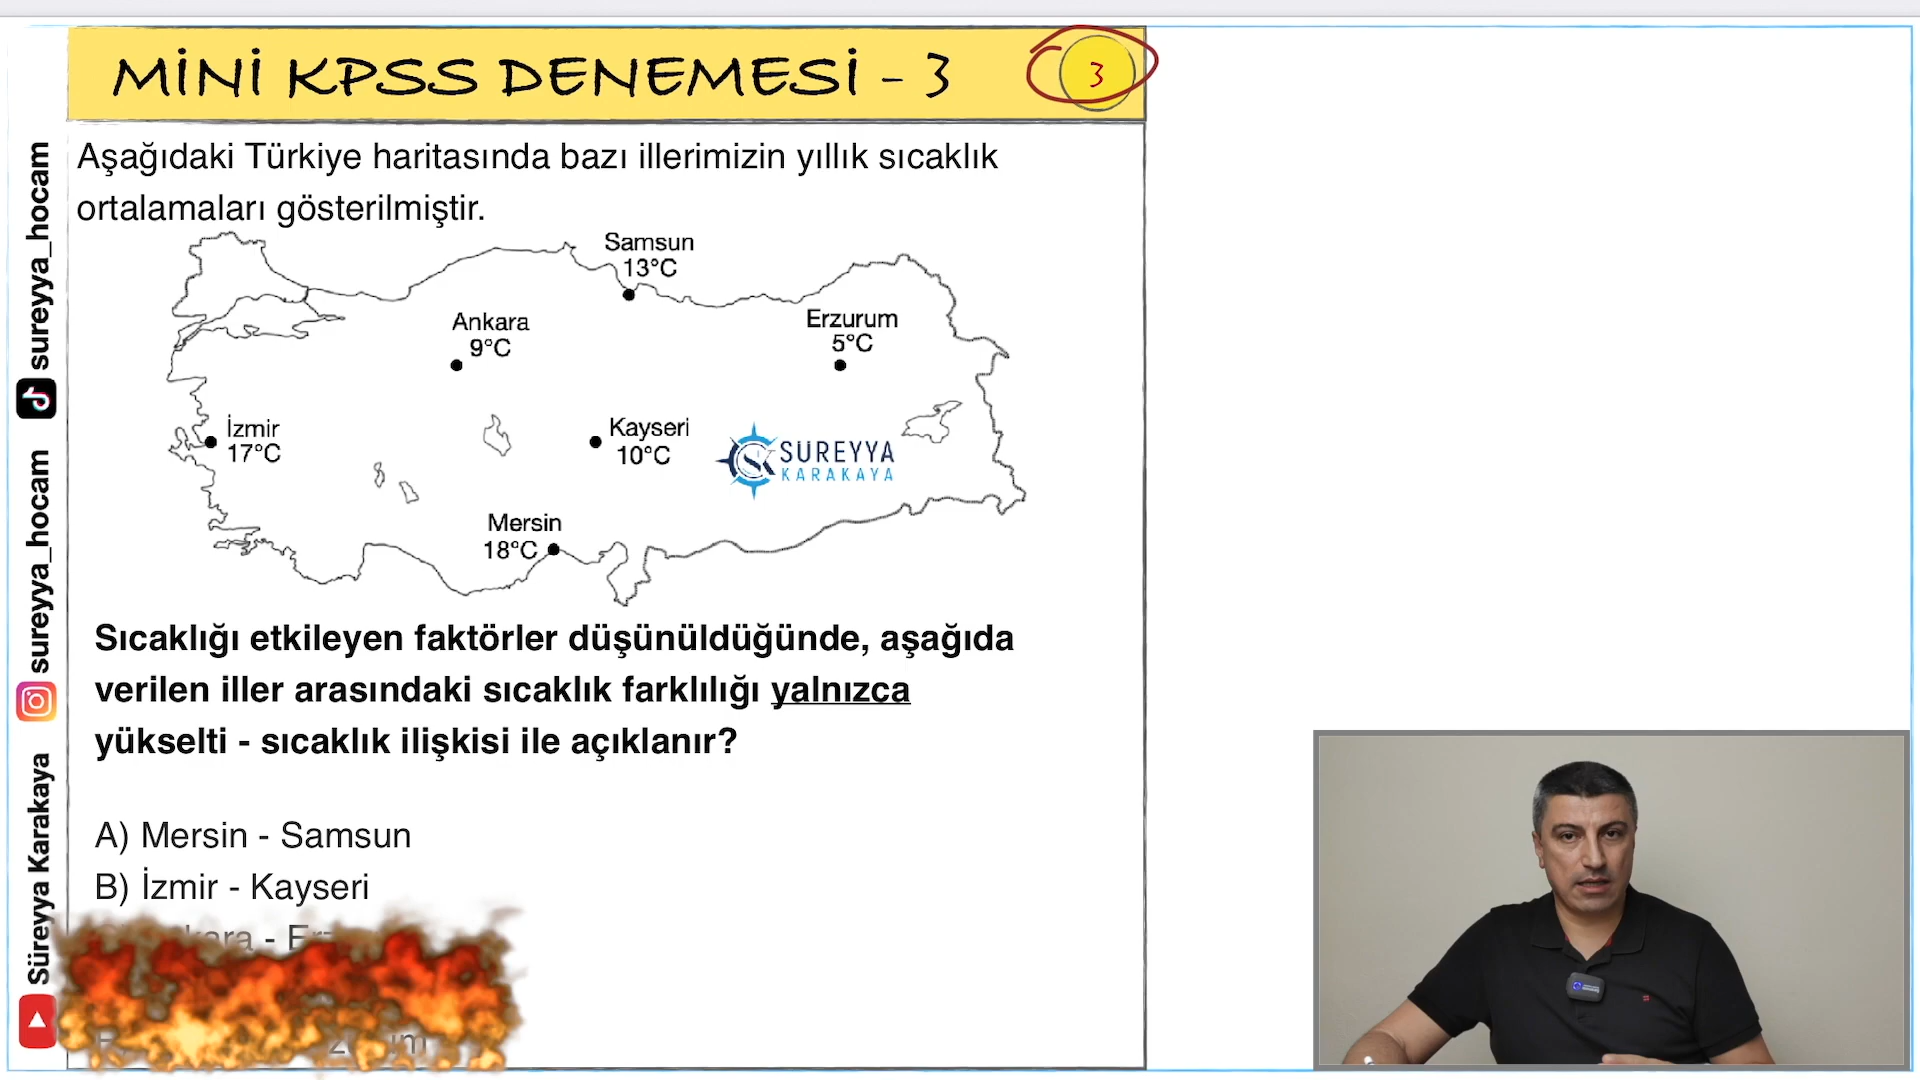 MİNİ KPSS DENEMESİ - 3
3
Aşağıdaki Türkiye haritasında bazı illerimizin yıllık sıcaklık
ortalamaları gösterilmiştir.
Samsun
13°C
Ankara
9°C
Erzurum
5°C
İzmir
17°C
Kayseri
10°C
SÜREYYA
KARAKAYA
Mersin
18°C
Sıcaklığı etkileyen faktörler düşünüldüğünde, aşağıda
verilen iller arasındaki sıcaklık farklılığı yalnızca
yükselti - sıcaklık ilişkisi ile açıklanır?
A) Mersin - Samsun
B) İzmir - Kayseri
sureyya_hocam
sureyya_hocam
Süreyya Karakaya